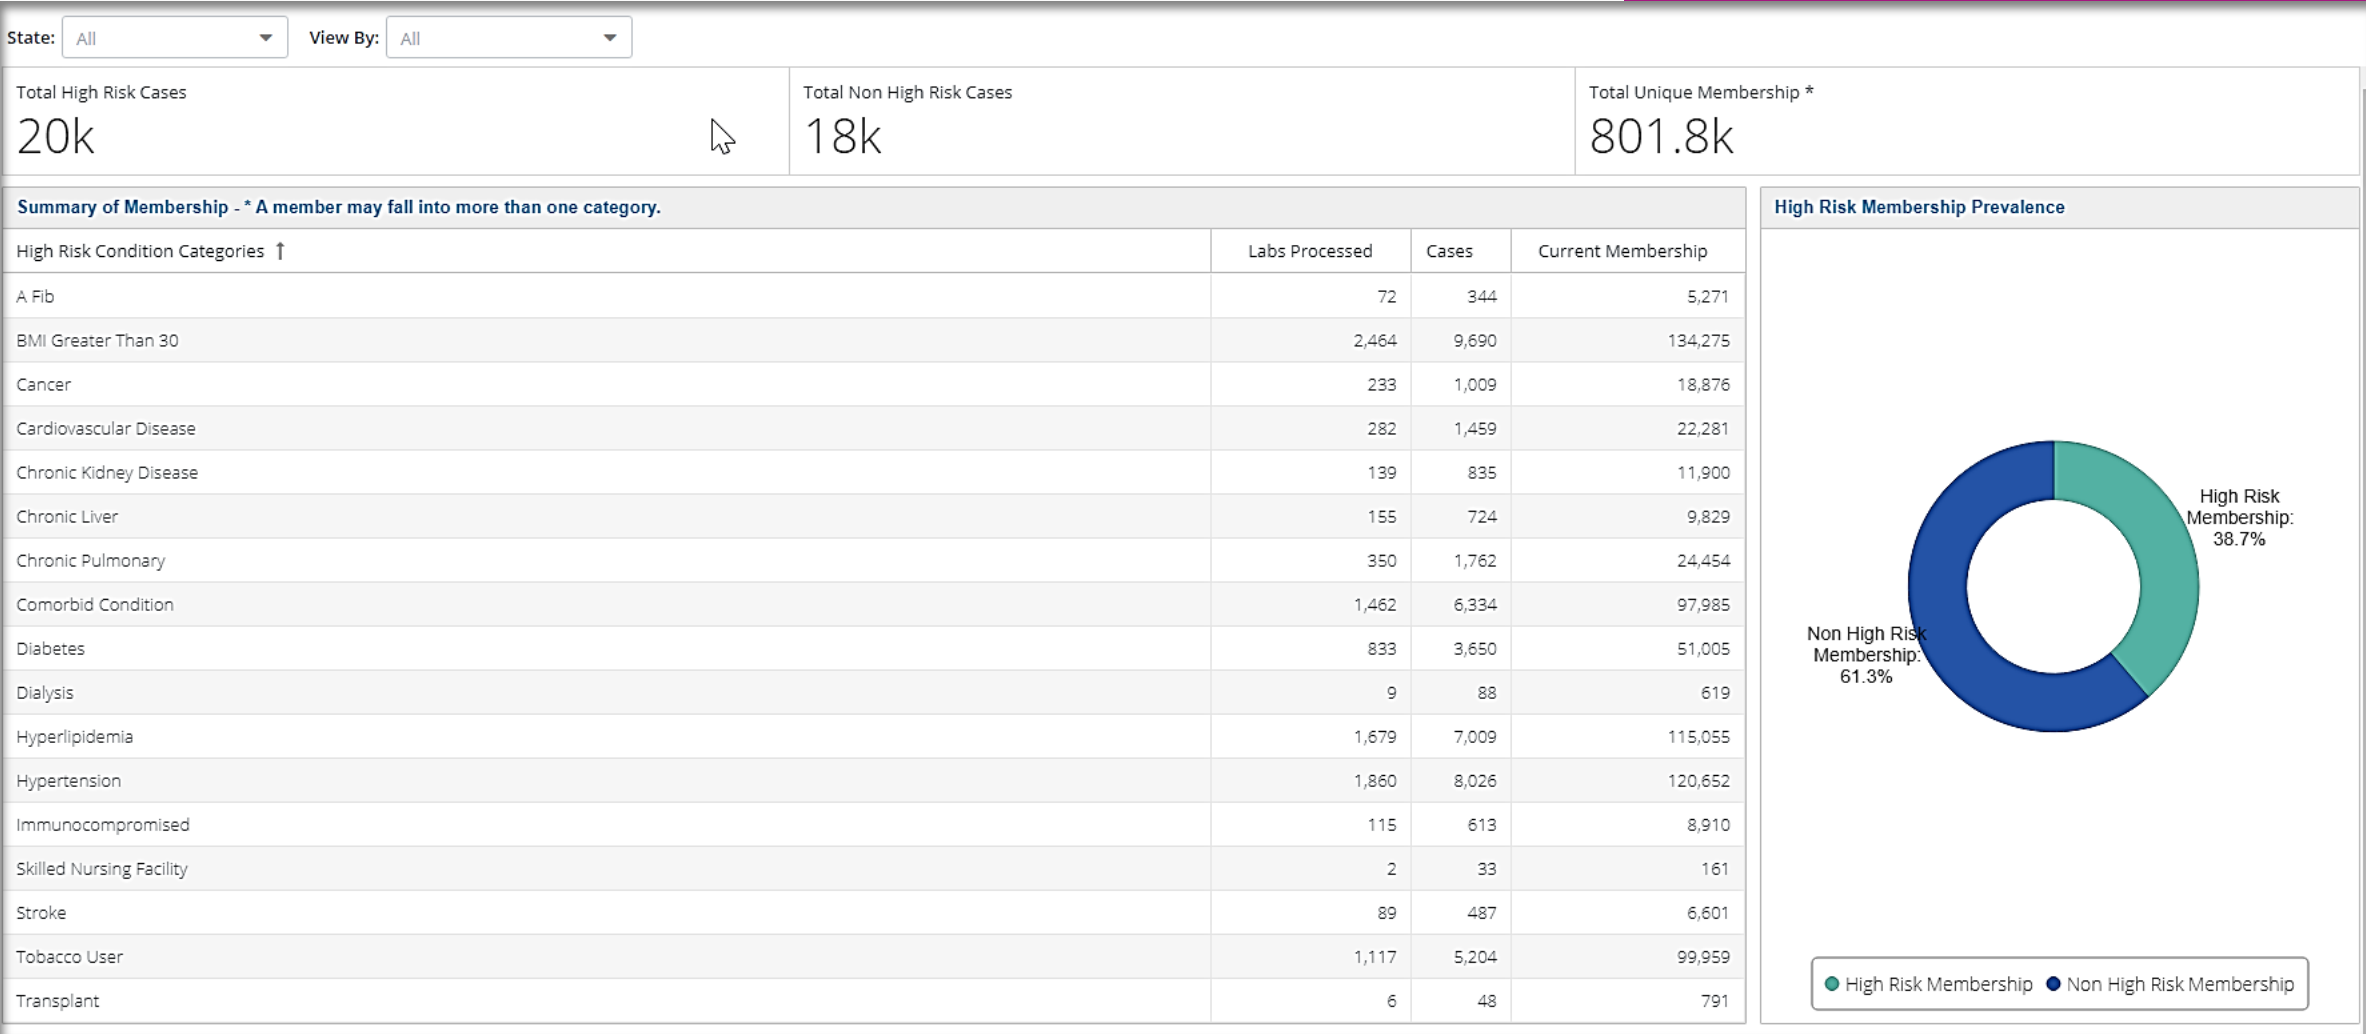 State: All View By: All
Total High Risk Cases Total Non High Risk Cases Total Unique Membership *
20k 18k 801.8k
Summary of Membership - * A member may fall into more than one category.
High Risk Condition Categories ↑ Labs Processed Cases Current Membership
A Fib 72 344 5,271
BMI Greater Than 30 2,464 9,690 134,275
Cancer 233 1,009 18,876
Cardiovascular Disease 282 1,459 22,281
Chronic Kidney Disease 139 835 11,900
Chronic Liver 155 724 9,829
Chronic Pulmonary 350 1,762 24,454
Comorbid Condition 1,462 6,334 97,985
Diabetes 833 3,650 51,005
Dialysis 9 88 619
Hyperlipidemia 1,679 7,009 115,055
Hypertension 1,860 8,026 120,652
Immunocompromised 115 613 8,910
Skilled Nursing Facility 2 33 161
Stroke 89 487 6,601
Tobacco User 1,117 5,204 99,959
Transplant 6 48 791
High Risk Membership Prevalence
High Risk
Membership:
38.7%
Non High Risk
Membership:
61.3%
High Risk Membership Non High Risk Membership